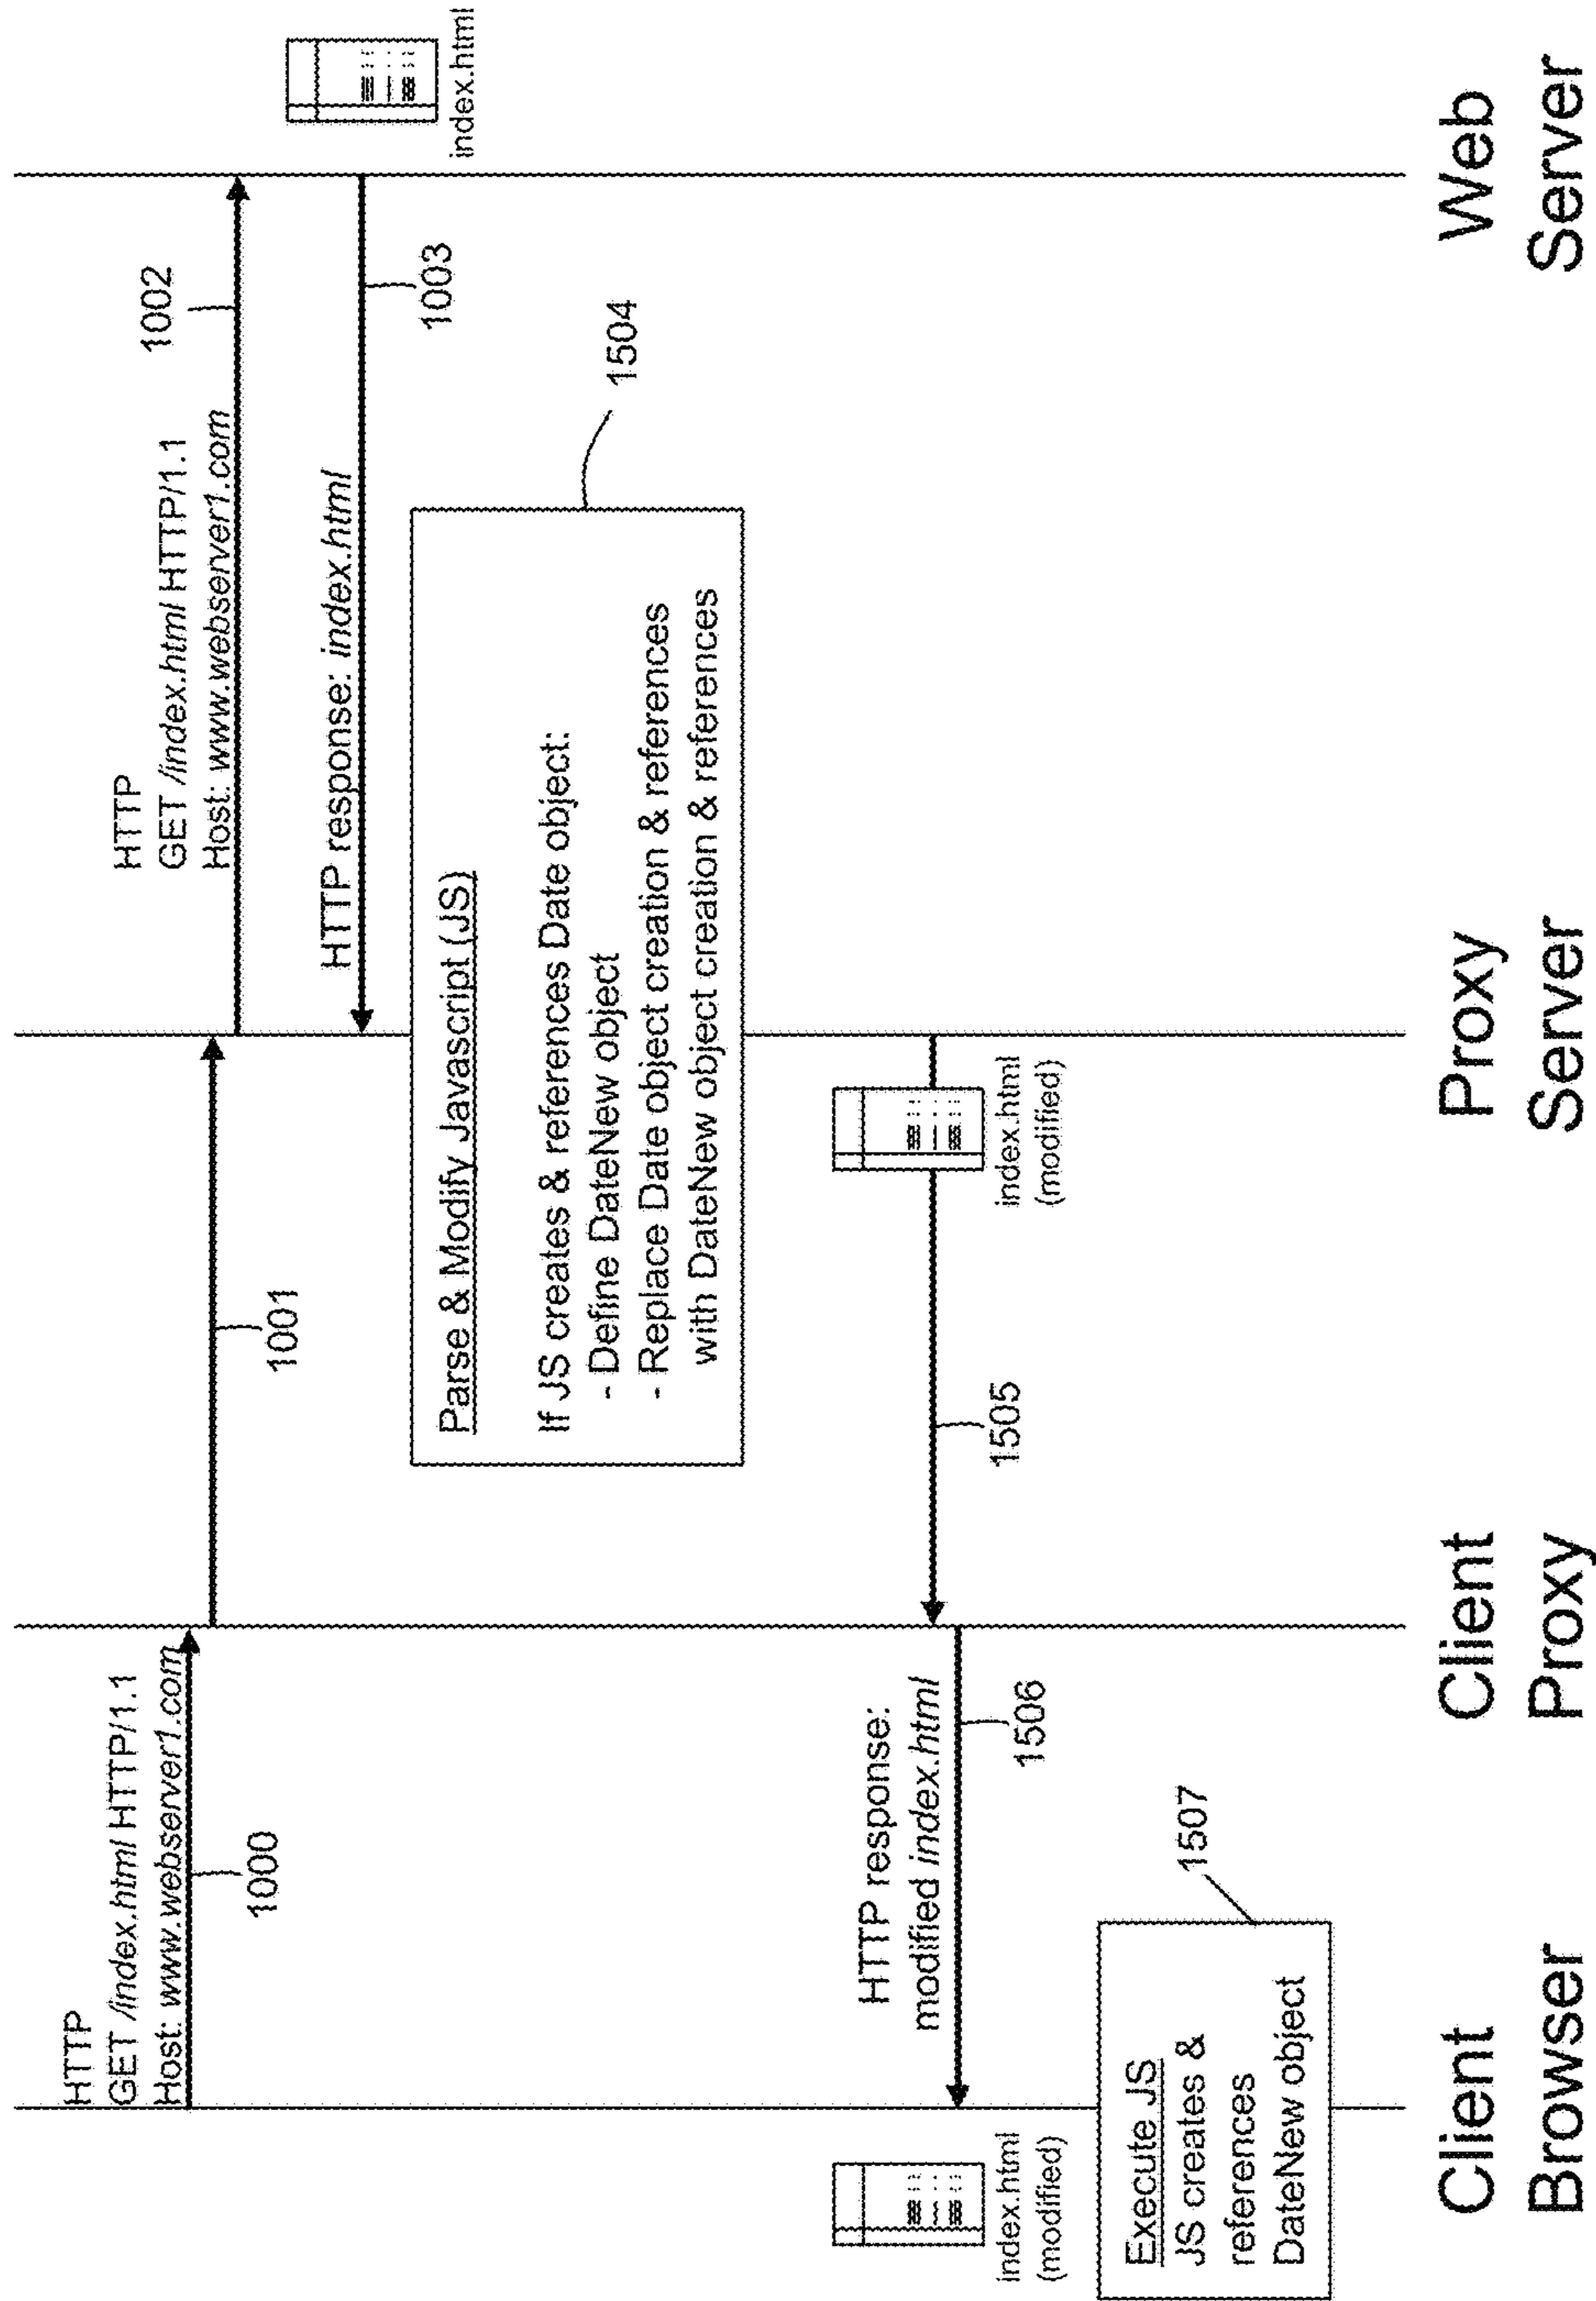 HTTP
GET /index.html HTTP/1.1
Host: www.webserver1.com
1000
1001
HTTP
GET /index.html HTTP/1.1
Host: www.webserver1.com
1002
index.html
HTTP response: index.html
1003
Parse & Modify Javascript (JS)
If JS creates & references Date object:
- Define DateNew object
- Replace Date object creation & references
with DateNew object creation & references
1504
index.html
(modified)
1505
HTTP response:
modified index.html
1506
index.html
(modified)
Execute JS
JS creates &
references
DateNew object
1507
Client
Browser
Client
Proxy
Proxy
Server
Web
Server